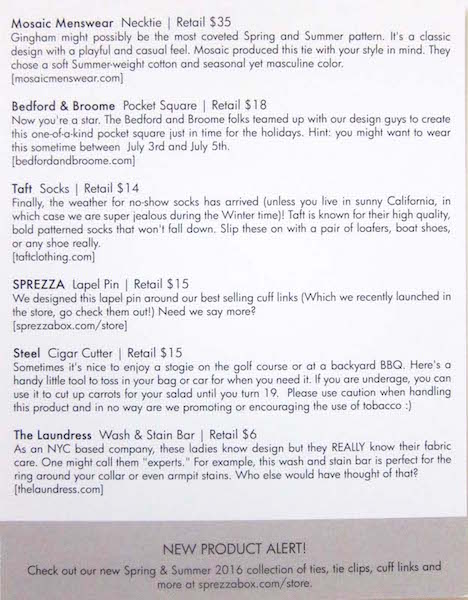 Mosaic Menswear Necktie | Retail $35
Gingham might possibly be the most coveted Spring and Summer pattern. It's a classic
design with a playful and casual feel. Mosaic produced this tie with your style in mind. They
chose a soft Summer-weight cotton and seasonal yet masculine color.
[mosaicmenswear.com]
Bedford & Broome Pocket Square | Retail $18
Now you're a star. The Bedford and Broome folks teamed up with our design guys to create
this one-of-a-kind pocket square just in time for the holidays. Hint: you might want to wear
this sometime between July 3rd and July 5th.
[bedfordandbroome.com]
Taft Socks | Retail $14
Finally, the weather for no-show socks has arrived (unless you live in sunny California, in
which case we are super jealous during the Winter time)! Taft is known for their high quality,
bold patterned socks that won't fall down. Slip these on with a pair of loafers, boat shoes,
or any shoe really.
[taftclothing.com]
SPREZZA Lapel Pin | Retail $15
We designed this lapel pin around our best selling cuff links (Which we recently launched in
the store, go check them out!) Need we say more?
[sprezzabox.com/store]
Steel Cigar Cutter | Retail $15
Sometimes it's nice to enjoy a stogie on the golf course or at a backyard BBQ. Here's a
handy little tool to toss in your bag or car for when you need it. If you are underage, you can
use it to cut up carrots for your salad until you turn 19. Please use caution when handling
this product and in no way are we promoting or encouraging the use of tobacco :)
The Laundress Wash & Stain Bar | Retail $6
As an NYC based company, these ladies know design but they REALLY know their fabric
care. One might call them "experts." For example, this wash and stain bar is perfect for the
ring around your collar or even armpit stains. Who else would have thought of that?
[thelaundress.com]
NEW PRODUCT ALERT!
Check out our new Spring & Summer 2016 collection of ties, tie clips, cuff links and
more at sprezzabox.com/store.